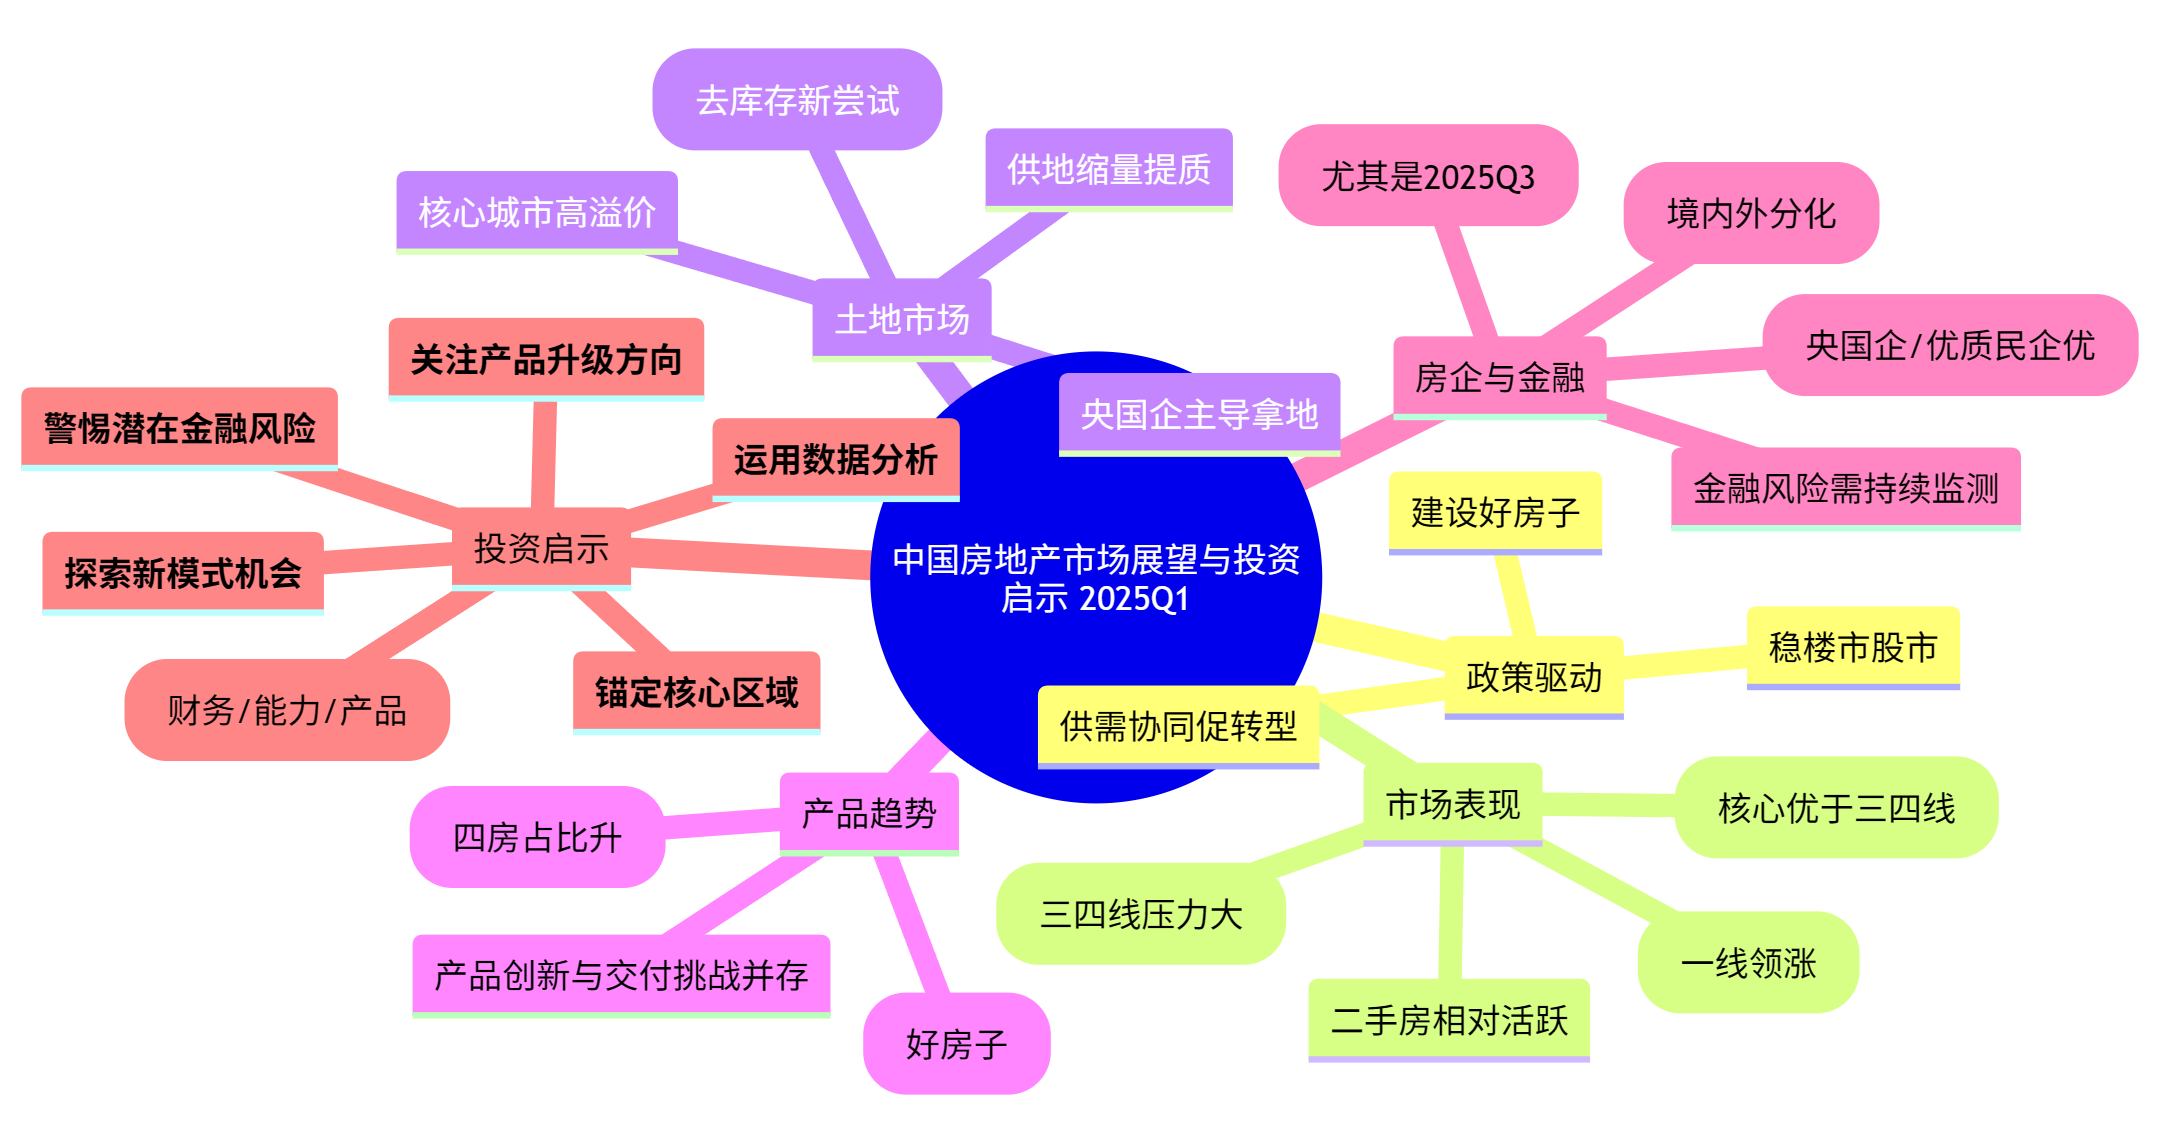 去库存新尝试
供地缩量提质
核心城市高溢价
土地市场
央国企主导拿地
尤其是2025Q3
境内外分化
央国企/优质民企优
房企与金融
金融风险需持续监测
关注产品升级方向
警惕潜在金融风险
运用数据分析
投资启示
探索新模式机会
财务/能力/产品
锚定核心区域
中国房地产市场展望与投资
启示 2025Q1
建设好房子
稳楼市股市
政策驱动
供需协同促转型
市场表现
核心优于三四线
三四线压力大
一线领涨
二手房相对活跃
产品趋势
四房占比升
产品创新与交付挑战并存
好房子